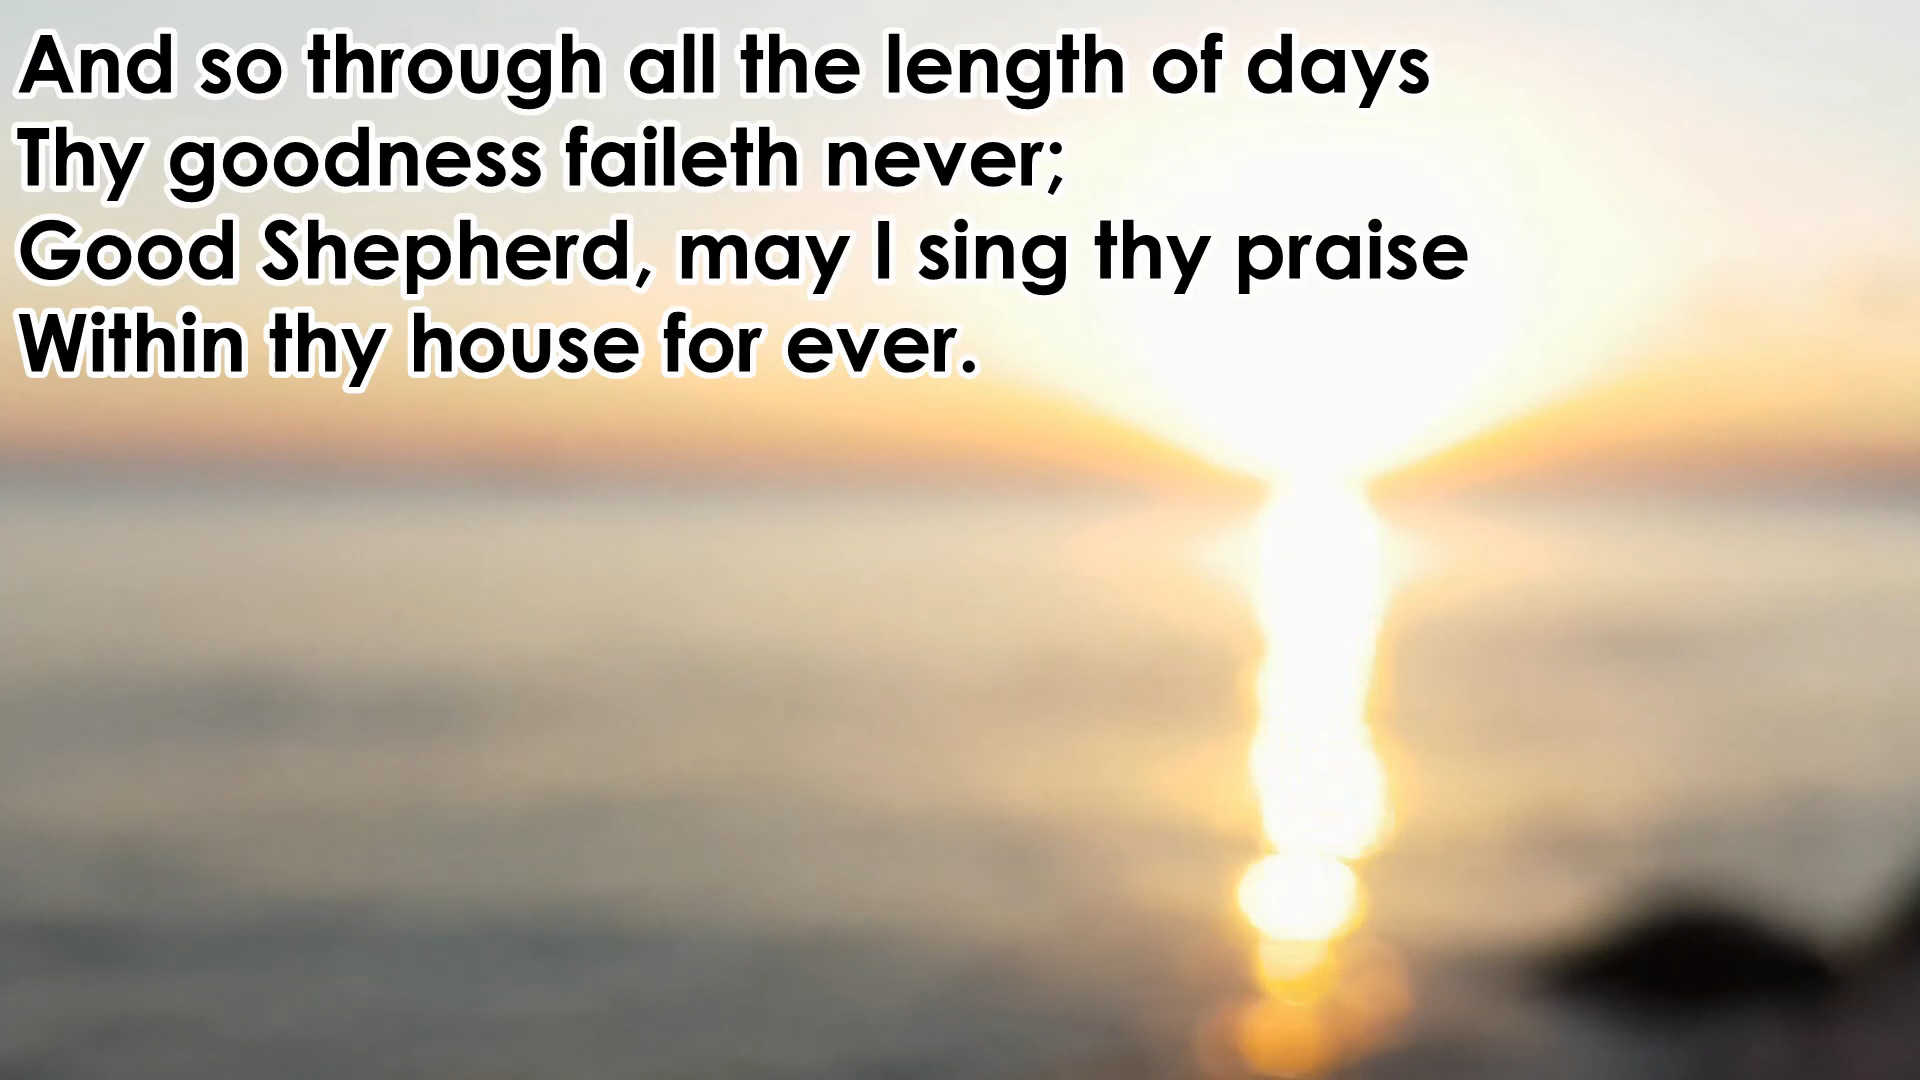 And so through all the length of days
Thy goodness faileth never;
Good Shepherd, may I sing thy praise
Within thy house for ever.